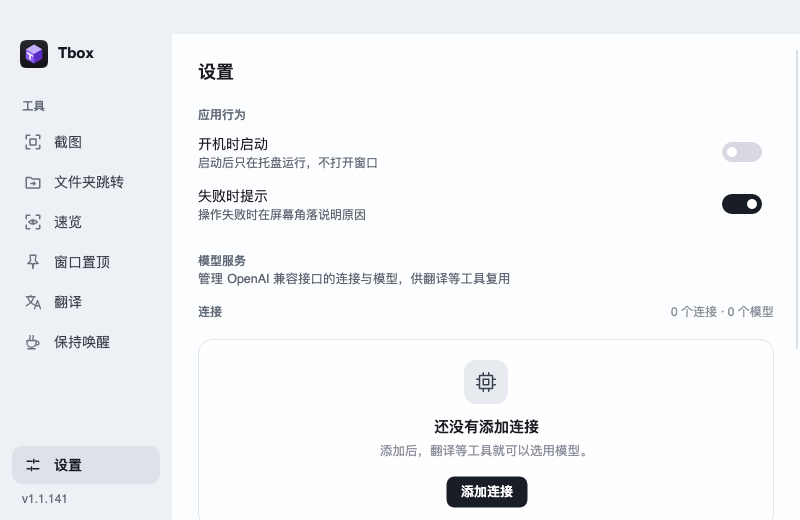 Tbox
工具
截图
文件夹跳转
速览
窗口置顶
翻译
保持唤醒
设置
v1.1.141
设置
应用行为
开机时启动
启动后只在托盘运行，不打开窗口
失败时提示
操作失败时在屏幕角落说明原因
模型服务
管理 OpenAI 兼容接口的连接与模型，供翻译等工具复用
连接
0 个连接 · 0 个模型
还没有添加连接
添加后，翻译等工具就可以选用模型。
添加连接